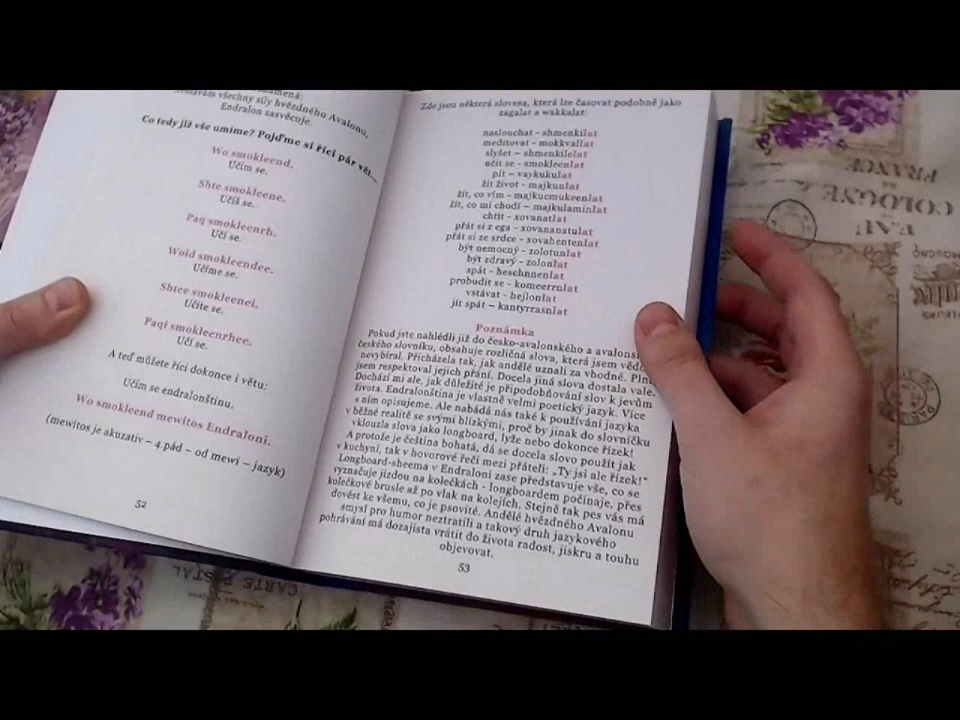 znamená:
všechny síly hvězdného Avalonu,
Endralon zasvěcuje.
Co tedy již vše umíme? Pojďme si říci pár vět...
Wo smokleend.
Učím se.
Shte smokleene.
Učíš se.
Paq smokleenrh.
Učí se.
Woid smokleendee.
Učíme se.
Shtee smokleenei.
Učíte se.
Paqi smokleenrhee.
Učí se.
A teď můžete říci dokonce i větu:
Učím se endralonštinu.
Wo smokleend mewitos Endraloni.
(mewitos je akuzativ – 4.pád – od mewi – jazyk)
52
Zde jsou některá slovesa, která lze časovat podobně jako
zagalat a wakkalat:
naslouchat - shmenkilat
meditovat - mokkvallat
slyšet – shmenkilelat
učit se - smokleenlat
pít – vaykukulat
žít život - majkunlat
žít, co vím - majkucmukeenlat
žít, co mi chodí – majkulaminlat
chtít - xovanatlat
přát si z ega - xovananatulat
přát si ze srdce - xovahentenlat
být nemocný - zolotunlat
být zdravý - zolonlat
spát - heschnnenlat
probudit se - komeerrnlat
vstávat - hejlonlat
jít spát – kantyrrasnlat
Poznámka
Pokud jste nahlédli již do česko-avalonského a
českého slovníku, obsahuje rozličná slova, která jsem
nevybíral. Přicházela tak, jak andělé uznali za vhodné.
jsem respektoval jejich přání. Docela jiná slova dostala vale.
Dochází mi ale, jak důležité je připodobňování slov k jevům
života. Endralonština je vlastně velmi poetický jazyk. Více
s ním opisujeme. Ale nabádá nás také k používání jazyka
v běžné realitě se svými blízkými, proč by jinak do slovníčku
vklouzla slova jako longboard, lyže nebo dokonce řízek!
A protože je čeština bohatá, dá se docela slovo použít jak
v kuchyni, tak v hovorové řeči mezi přáteli: „Ty jsi ale řízek!“
Longboard-sheema v Endraloni zase představuje vše, co se
vyznačuje jízdou na kolečkách - longboardem počínaje, přes
kolečkové brusle až po vlak na kolejích. Stejně tak pes vás má
dovést ke všemu, co je psovité. Andělé hvězdného Avalonu
smysl pro humor neztratili a takový druh jazykového
pohrávání má dozajista vrátit do života radost, jiskru a touhu
objevovat.
53
PRINCE
COLOGNE
CARTE POSTAL